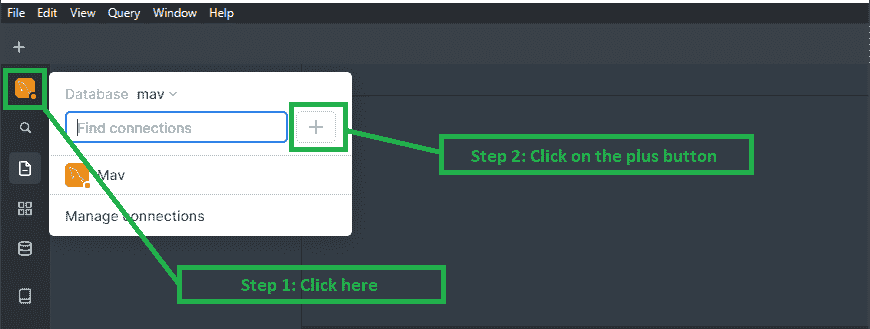 File Edit View Query Window Help
Database mav
Find connections
Step 2: Click on the plus button
Mav
Manage connections
Step 1: Click here